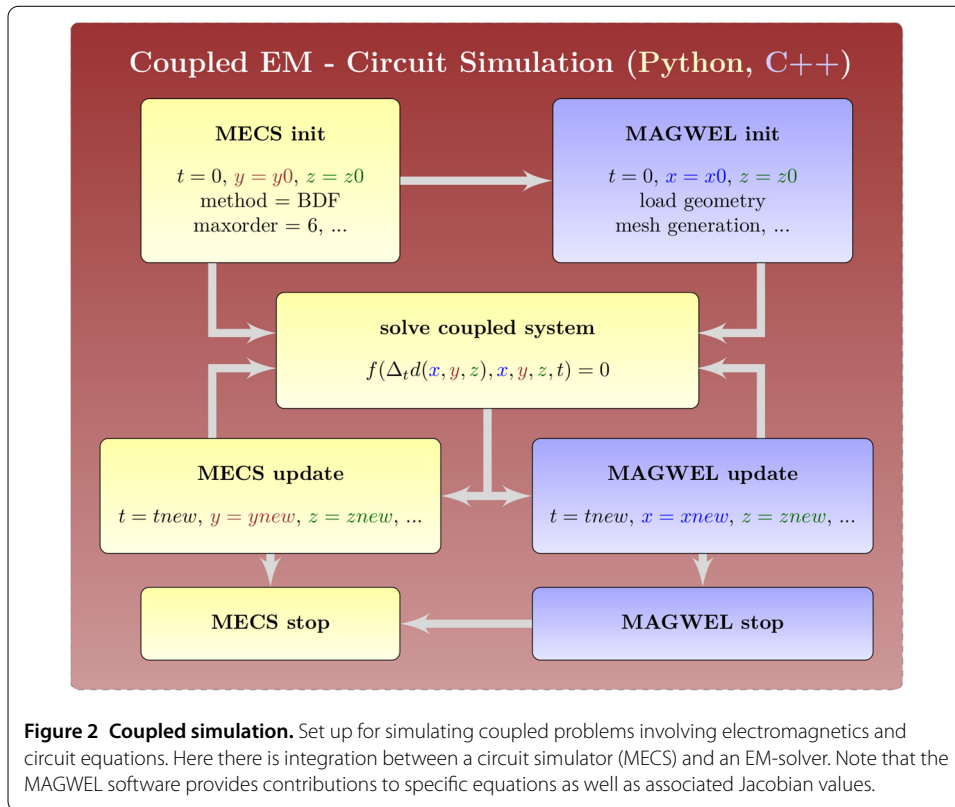 Coupled EM - Circuit Simulation (Python, C++)
MECS init
t = 0, y = y0, z = z0
method = BDF
maxorder = 6, ...
MAGWEL init
t = 0, x = x0, z = z0
load geometry
mesh generation, ...
solve coupled system
f(Δₜd(x, y, z), x, y, z, t) = 0
MECS update
t = tnew, y = ynew, z = znew, ...
MAGWEL update
t = tnew, x = xnew, z = znew, ...
MECS stop
MAGWEL stop
Figure 2 Coupled simulation. Set up for simulating coupled problems involving electromagnetics and
circuit equations. Here there is integration between a circuit simulator (MECS) and an EM-solver. Note that the
MAGWEL software provides contributions to specific equations as well as associated Jacobian values.